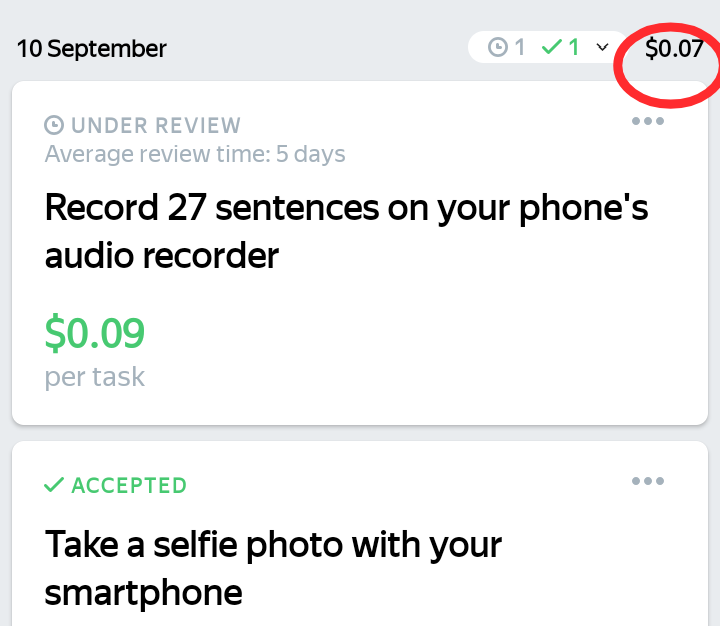 10 September 1 1 $0.07
UNDER REVIEW
Average review time: 5 days
Record 27 sentences on your phone's
audio recorder
$0.09
per task
ACCEPTED
Take a selfie photo with your
smartphone